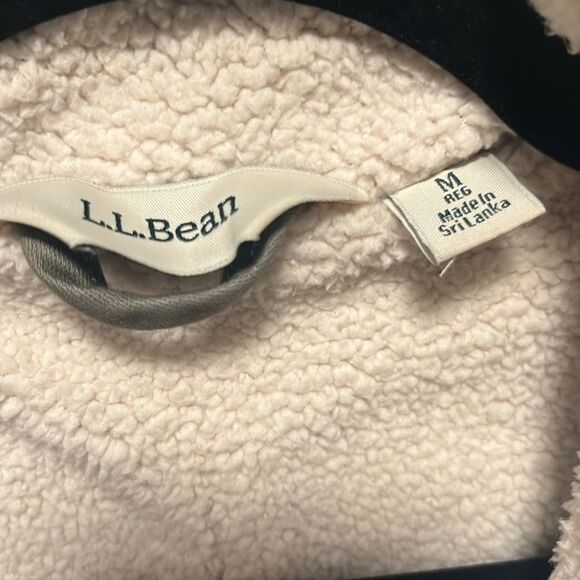 L.L.Bean
M
REG
Made In
Sri Lanka